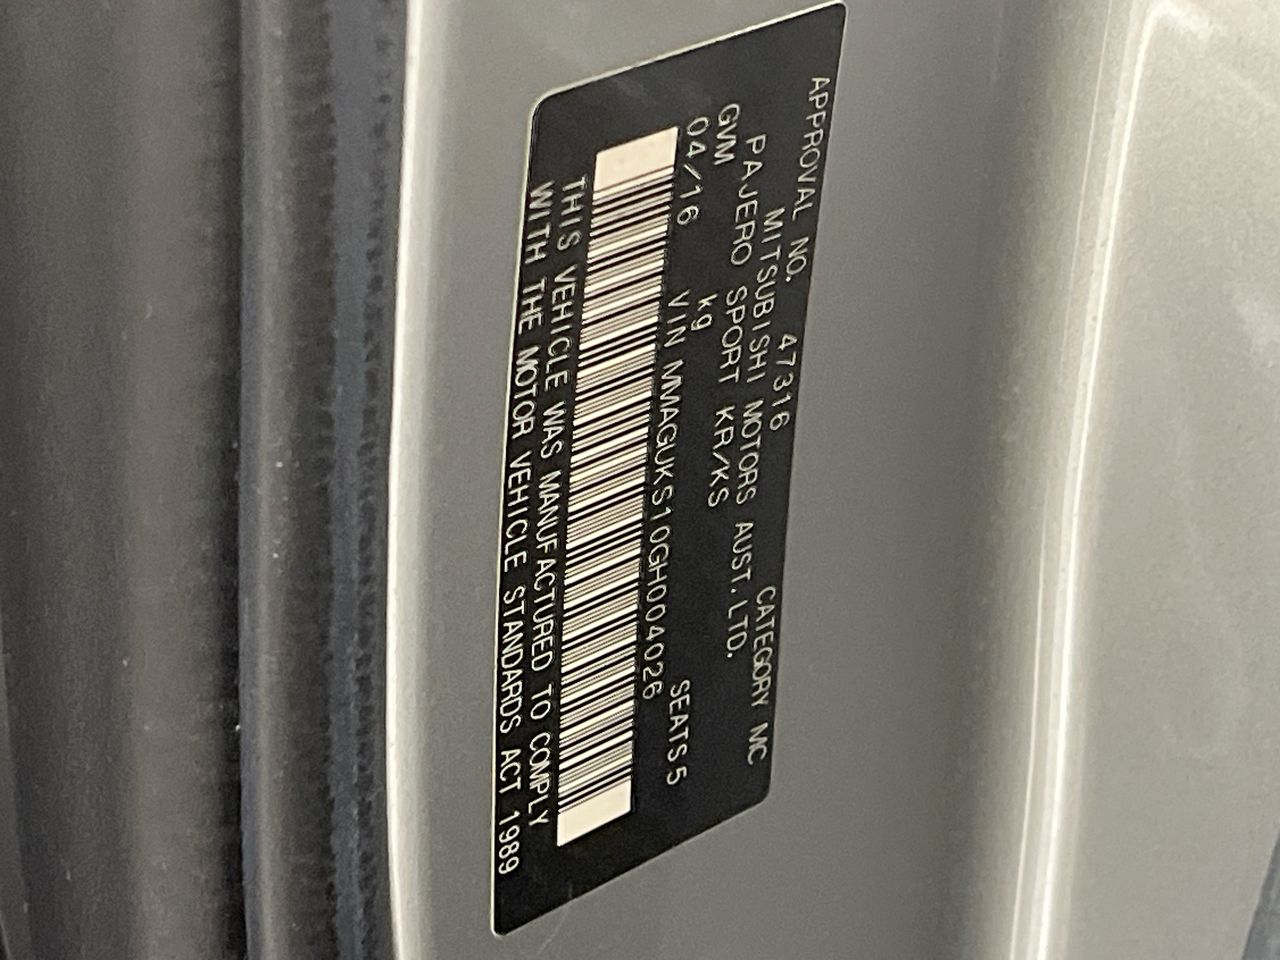 APPROVAL NO. 47316 CATEGORY MC
MITSUBISHI MOTORS AUST. LTD.
PAJERO SPORT KR/KS
GVM kg SEATS 5
04/16 VIN MMAGUKS10GH004026
THIS VEHICLE WAS MANUFACTURED TO COMPLY
WITH THE MOTOR VEHICLE STANDARDS ACT 1989